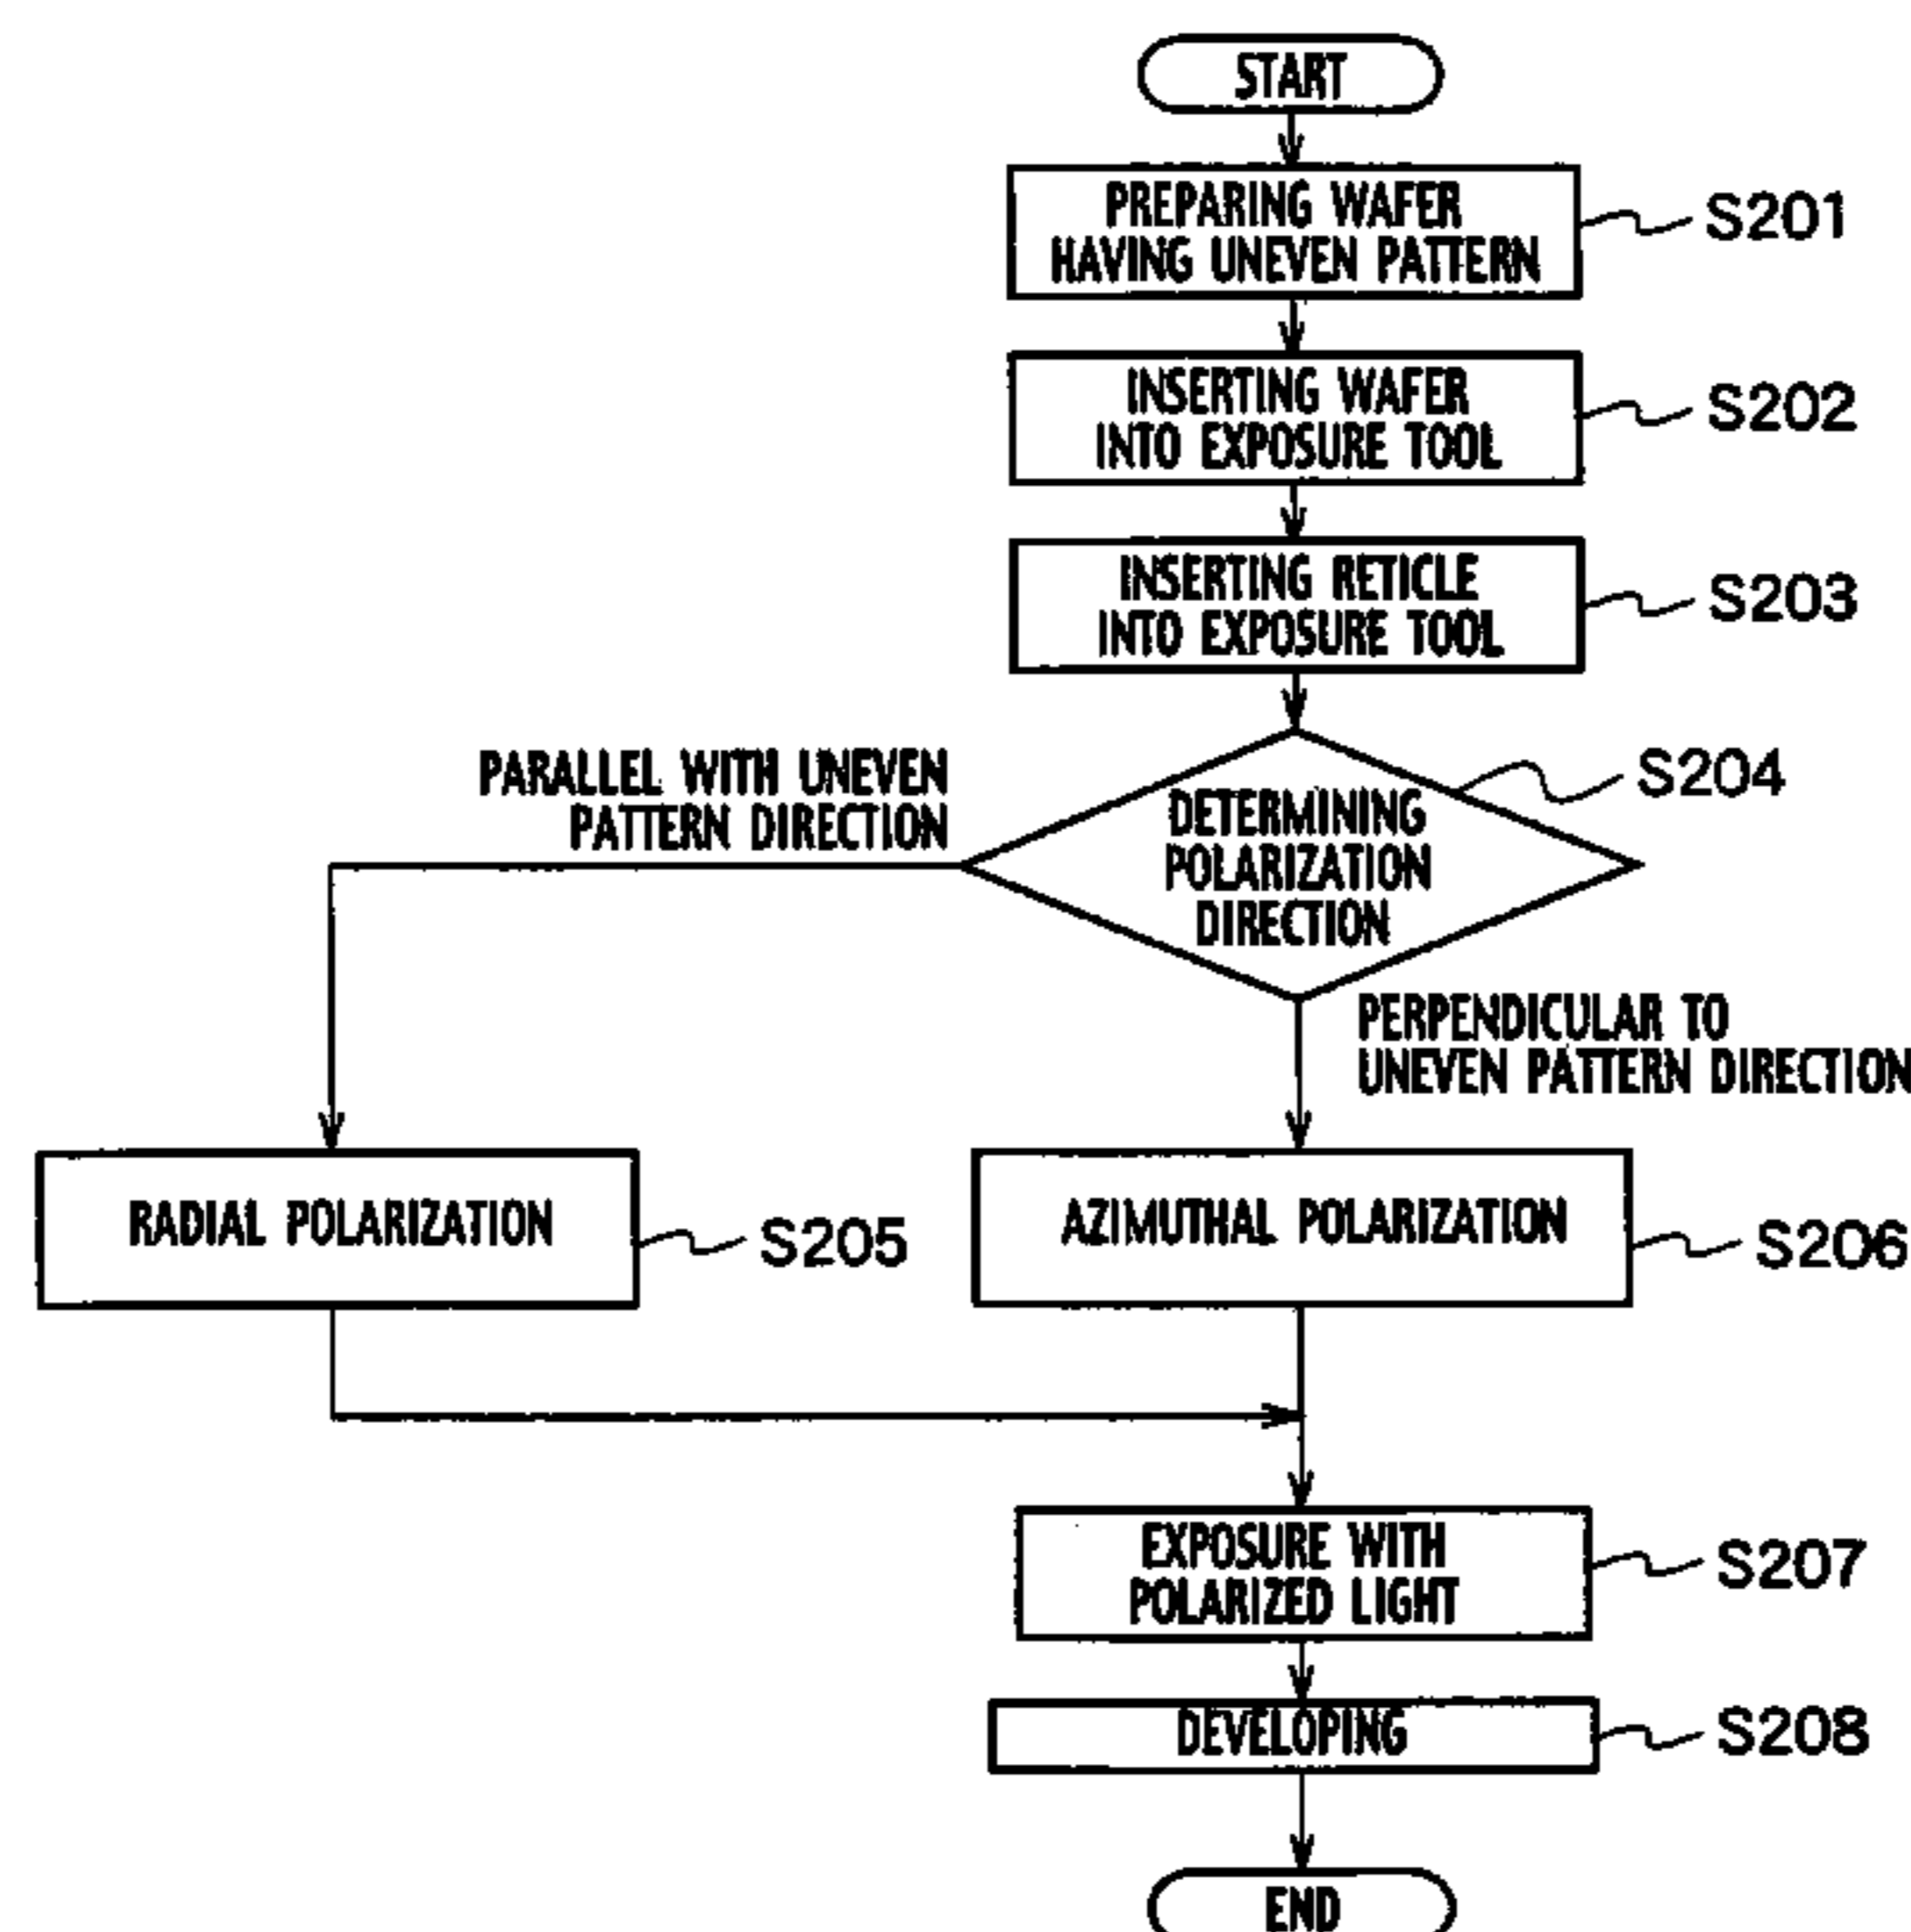 START
PREPARING WAFER
HAVING UNEVEN PATTERN
S201
INSERTING WAFER
INTO EXPOSURE TOOL
S202
INSERTING RETICLE
INTO EXPOSURE TOOL
S203
PARALLEL WITH UNEVEN
PATTERN DIRECTION
DETERMINING
POLARIZATION
DIRECTION
S204
PERPENDICULAR TO
UNEVEN PATTERN DIRECTION
RADIAL POLARIZATION
S205
AZIMUTHAL POLARIZATION
S206
EXPOSURE WITH
POLARIZED LIGHT
S207
DEVELOPING
S208
END